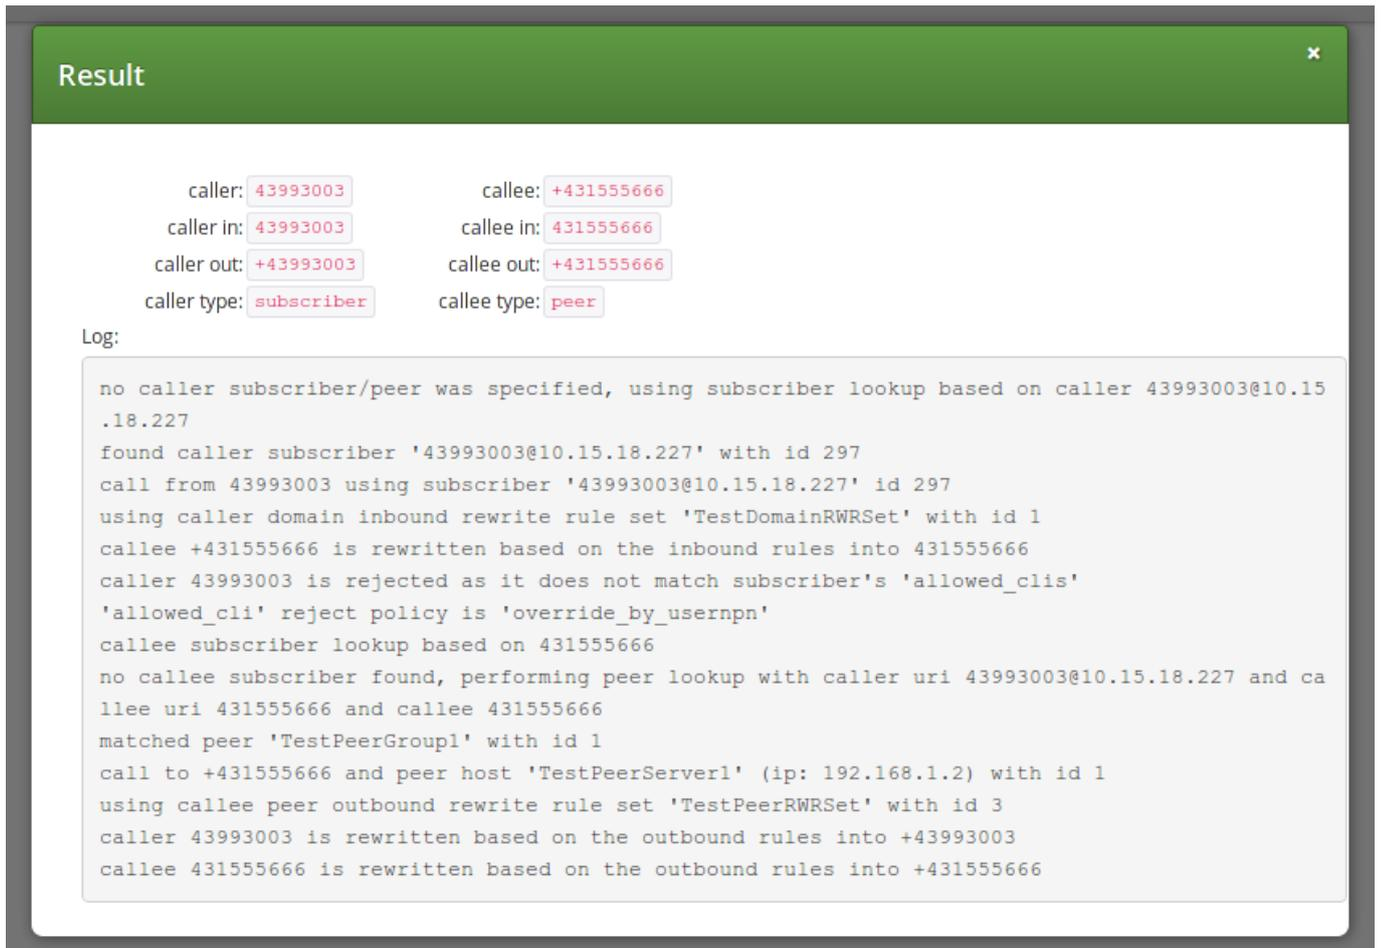 Result
×
caller: 43993003 callee: +431555666
caller in: 43993003 callee in: 431555666
caller out: +43993003 callee out: +431555666
caller type: subscriber callee type: peer
Log:
no caller subscriber/peer was specified, using subscriber lookup based on caller 43993003@10.15
.18.227
found caller subscriber '43993003@10.15.18.227' with id 297
call from 43993003 using subscriber '43993003@10.15.18.227' id 297
using caller domain inbound rewrite rule set 'TestDomainRWRSet' with id 1
callee +431555666 is rewritten based on the inbound rules into 431555666
caller 43993003 is rejected as it does not match subscriber's 'allowed_clis'
'allowed_cli' reject policy is 'override_by_usernpn'
callee subscriber lookup based on 431555666
no callee subscriber found, performing peer lookup with caller uri 43993003@10.15.18.227 and ca
llee uri 431555666 and callee 431555666
matched peer 'TestPeerGroup1' with id 1
call to +431555666 and peer host 'TestPeerServer1' (ip: 192.168.1.2) with id 1
using callee peer outbound rewrite rule set 'TestPeerRWRSet' with id 3
caller 43993003 is rewritten based on the outbound rules into +43993003
callee 431555666 is rewritten based on the outbound rules into +431555666